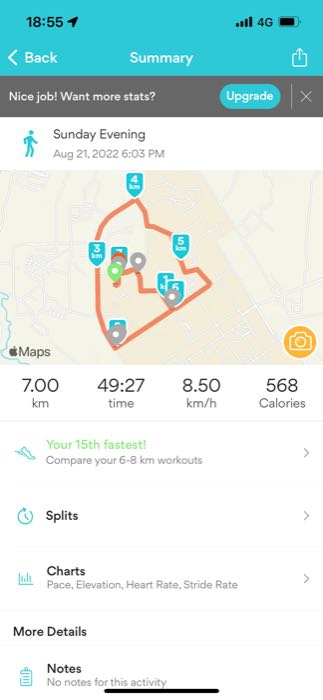 18:55 4G
Back Summary
Nice job! Want more stats? Upgrade
Sunday Evening
Aug 21, 2022 6:03 PM
4
km
5
km
3
km
1 6
km
Maps
7.00 49:27 8.50 568
km time km/h Calories
Your 15th fastest!
Compare your 6-8 km workouts
Splits
Charts
Pace, Elevation, Heart Rate, Stride Rate
More Details
Notes
No notes for this activity